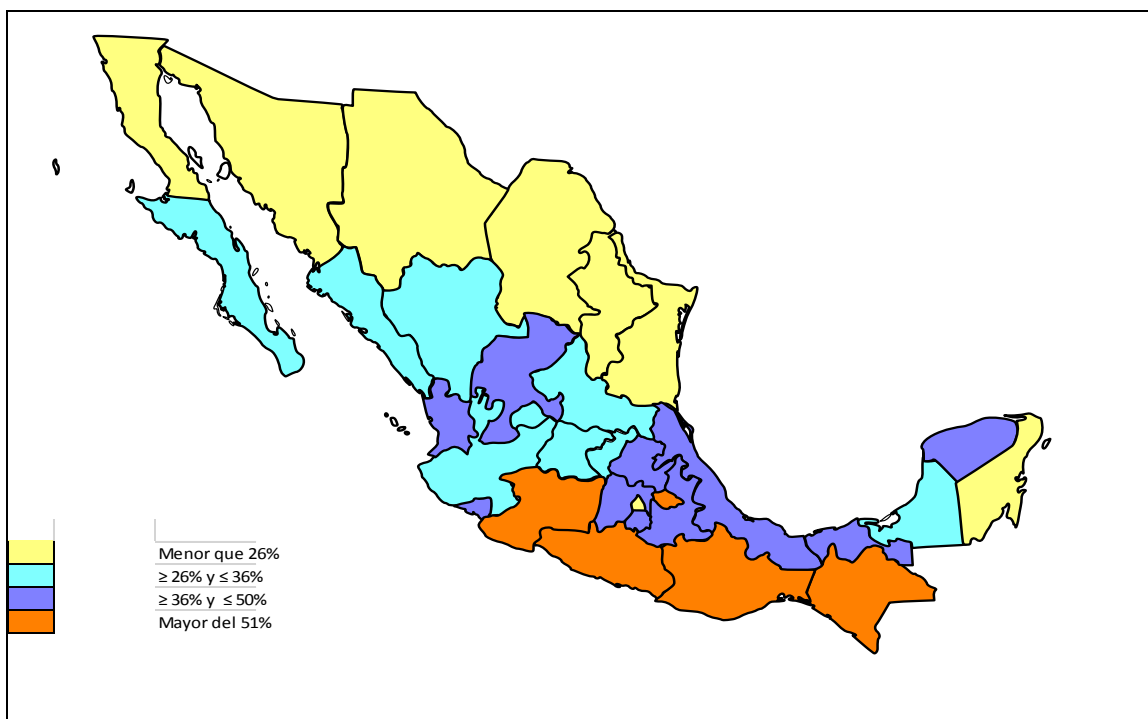 Menor que 26%
≥ 26% y ≤ 36%
≥ 36% y ≤ 50%
Mayor del 51%